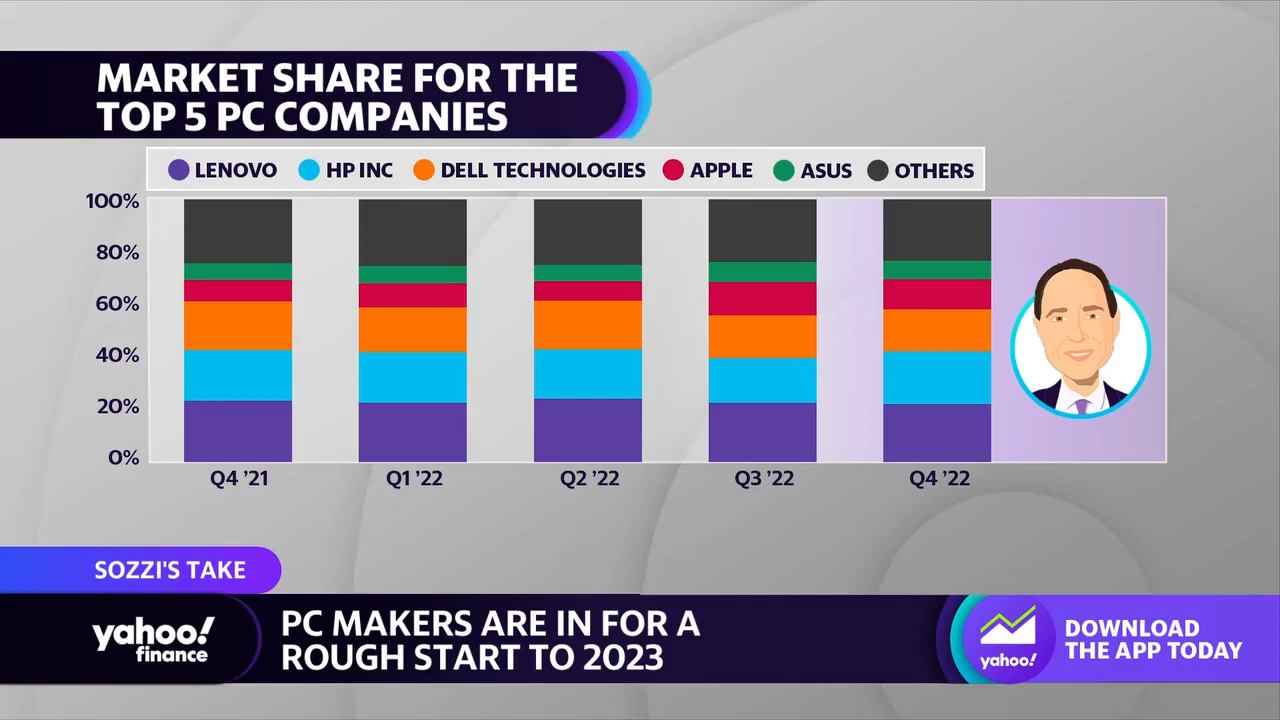 MARKET SHARE FOR THE
TOP 5 PC COMPANIES
LENOVO HP INC DELL TECHNOLOGIES APPLE ASUS OTHERS
100%
80%
60%
40%
20%
0%
Q4 ’21 Q1 ’22 Q2 ’22 Q3 ’22 Q4 ’22
SOZZI'S TAKE
yahoo!
finance
PC MAKERS ARE IN FOR A
ROUGH START TO 2023
yahoo!
DOWNLOAD
THE APP TODAY